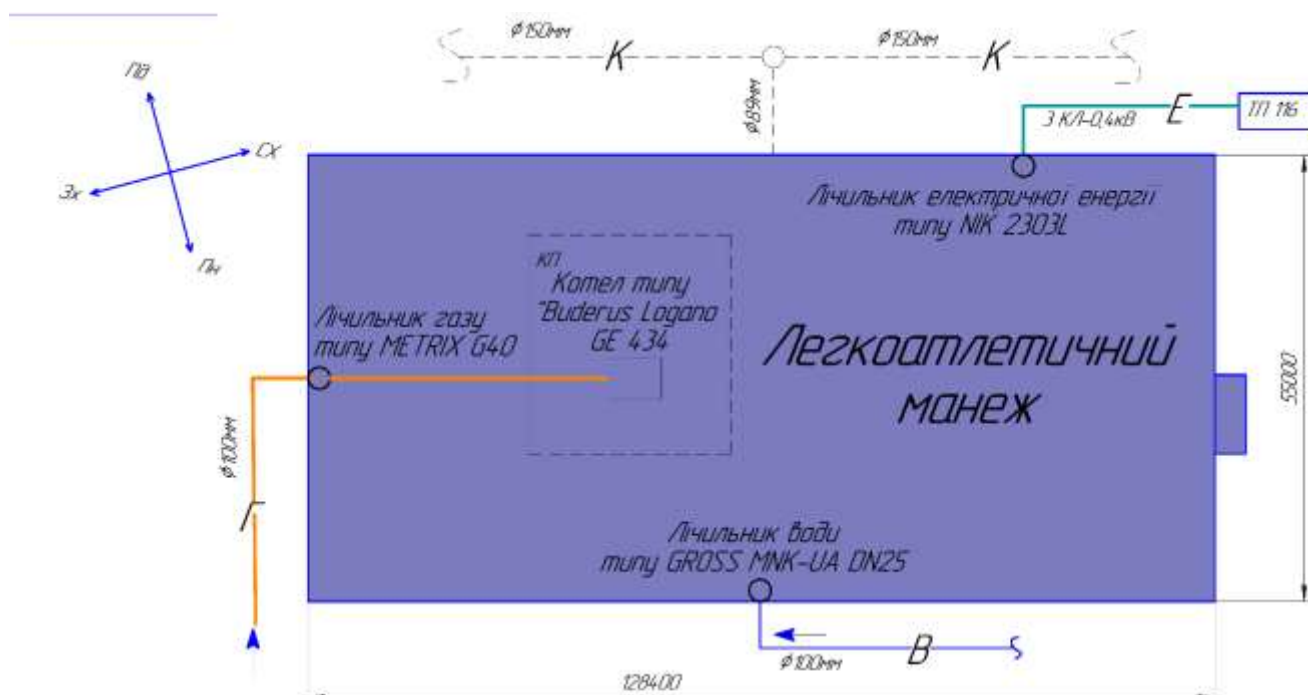 Ф150мм
К
Ф150мм
К
Пд
Ф89мм
3 КЛ-0,4кВ
Е
ТП 116
Сх
Зх
Пн
Лічильник електричної енергії
типу NIK 2303L
КП
Котел типу
"Buderus Logano
GE 434
Лічильник газу
типу METRIX G40
Легкоатлетичний
манеж
55000
Ф100мм
Г
Лічильник води
типу GROSS MNK-UA DN25
Ф100мм
В
128400